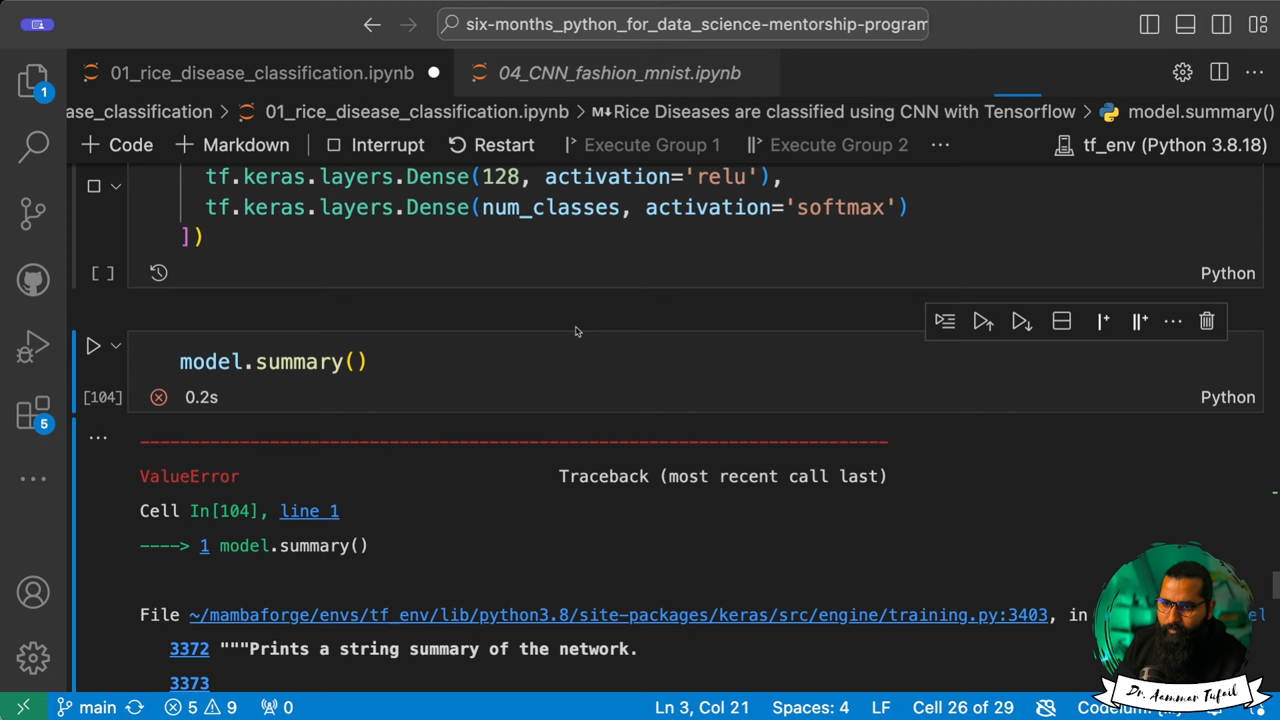 six-months_python_for_data_science-mentorship-program
01_rice_disease_classification.ipynb
04_CNN_fashion_mnist.ipynb
ase_classification > 01_rice_disease_classification.ipynb > M↓Rice Diseases are classified using CNN with Tensorflow > model.summary()
+ Code + Markdown Interrupt Restart Execute Group 1 Execute Group 2 ... tf_env (Python 3.8.18)
tf.keras.layers.Dense(128, activation='relu'),
tf.keras.layers.Dense(num_classes, activation='softmax')
])
[ ] Python
model.summary()
[104] 0.2s Python
...
ValueError Traceback (most recent call last)
Cell In[104], line 1
----> 1 model.summary()
File ~/mambaforge/envs/tf_env/lib/python3.8/site-packages/keras/src/engine/training.py:3403, in
3372 """Prints a string summary of the network.
3373
1
5
Dr. Aammar Tufail
main 5 9 0 Ln 3, Col 21 Spaces: 4 LF Cell 26 of 29